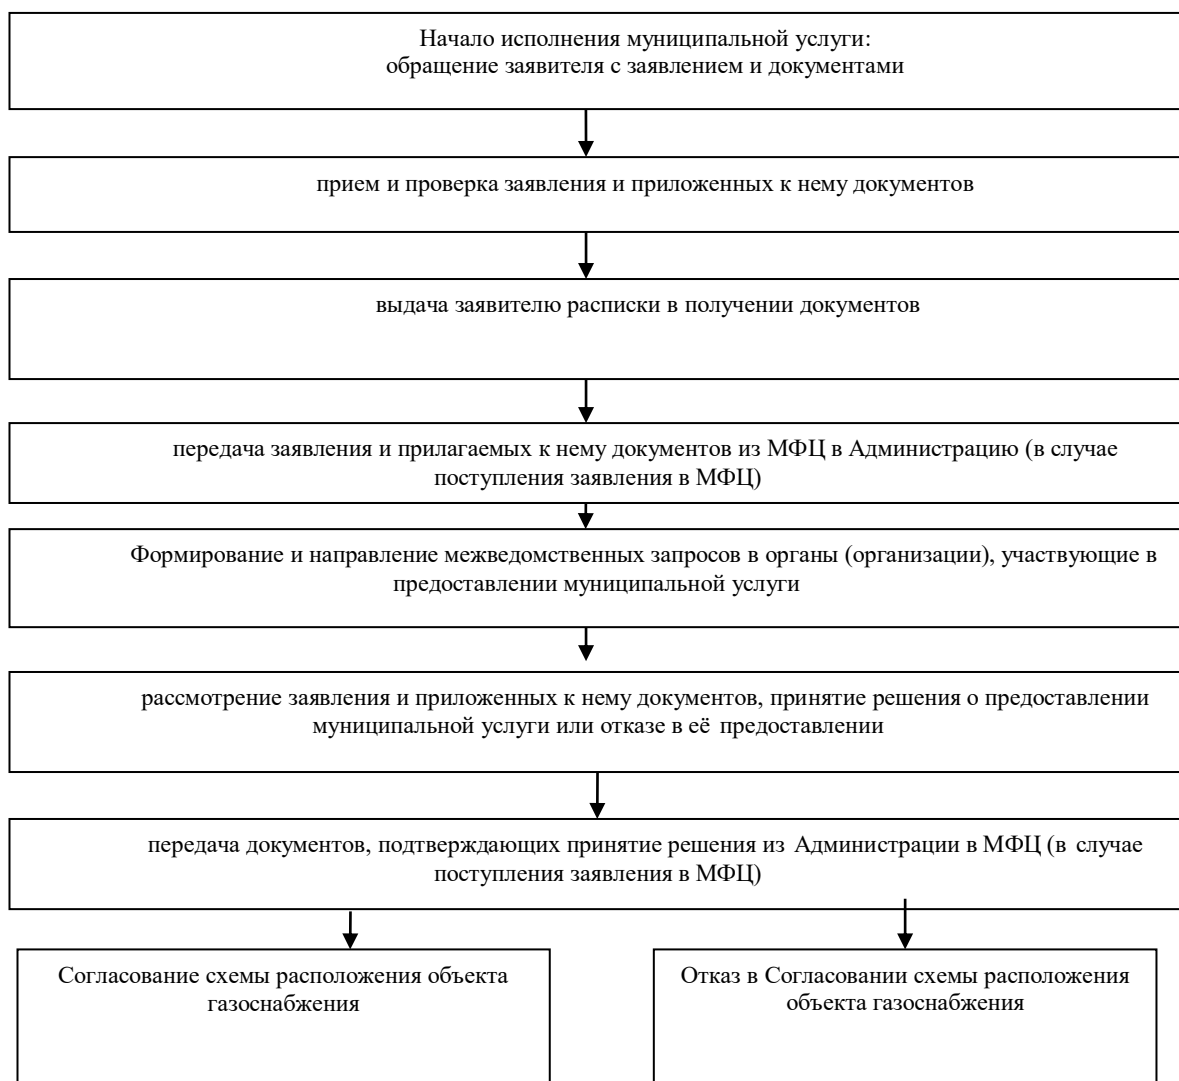 Начало исполнения муниципальной услуги:
обращение заявителя с заявлением и документами
прием и проверка заявления и приложенных к нему документов
выдача заявителю расписки в получении документов
передача заявления и прилагаемых к нему документов из МФЦ в Администрацию (в случае
поступления заявления в МФЦ)
Формирование и направление межведомственных запросов в органы (организации), участвующие в
предоставлении муниципальной услуги
рассмотрение заявления и приложенных к нему документов, принятие решения о предоставлении
муниципальной услуги или отказе в её предоставлении
передача документов, подтверждающих принятие решения из Администрации в МФЦ (в случае
поступления заявления в МФЦ)
Согласование схемы расположения объекта
газоснабжения
Отказ в Согласовании схемы расположения
объекта газоснабжения